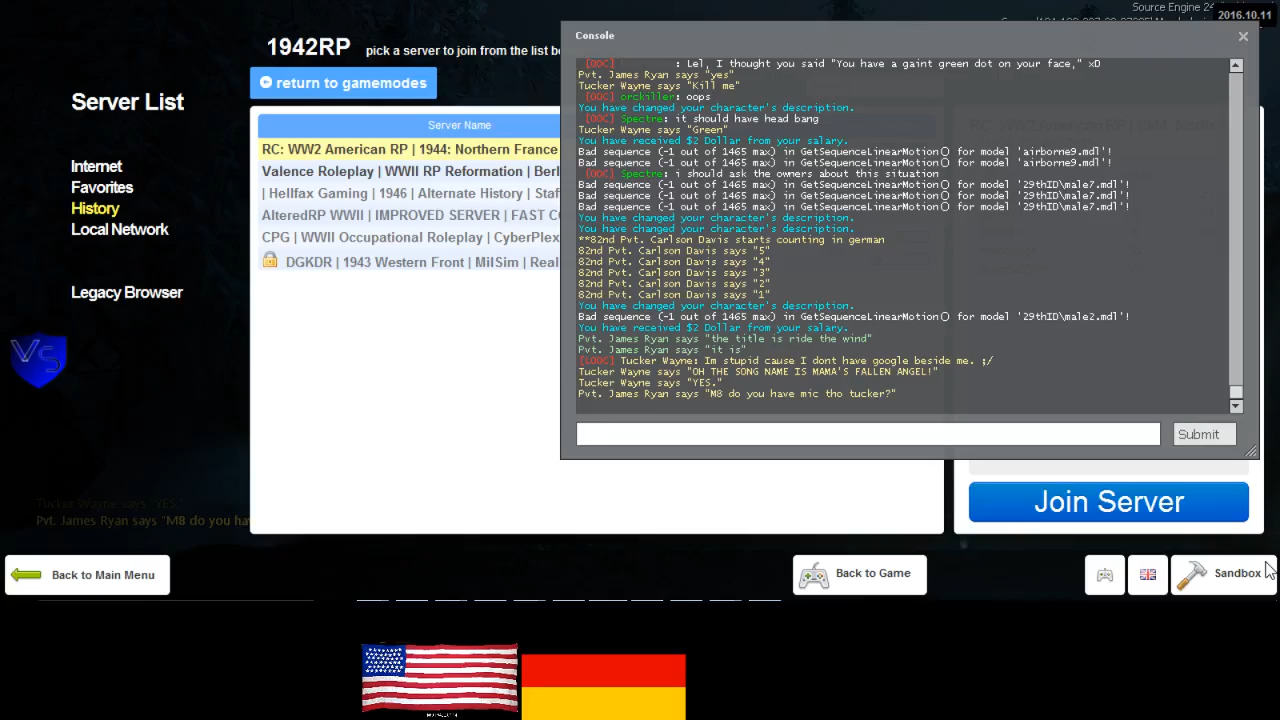 Source Engine 24
2016.10.11
1942RP pick a server to join from the list be
return to gamemodes
Server List
Internet
Favorites
History
Local Network
Legacy Browser
Server Name
RC: WW2 American RP | 1944: Northern France
Valence Roleplay | WWII RP Reformation | Berl
| Hellfax Gaming | 1946 | Alternate History | Staf
AlteredRP WWII | IMPROVED SERVER | FAST CO
CPG | WWII Occupational Roleplay | CyberPlex
DGKDR | 1943 Western Front | MilSim | Real
Console
[OOC] : Lel, I thought you said "You have a gaint green dot on your face," xD
Pvt. James Ryan says "yes"
Tucker Wayne says "Kill me"
[OOC] orckiller: oops
You have changed your character's description.
[OOC] Spectre: it should have head bang
Tucker Wayne says "Green"
You have received $2 Dollar from your salary.
Bad sequence (-1 out of 1465 max) in GetSequenceLinearMotion() for model 'airborne9.mdl'!
Bad sequence (-1 out of 1465 max) in GetSequenceLinearMotion() for model 'airborne9.mdl'!
[OOC] Spectre: i should ask the owners about this situation
Bad sequence (-1 out of 1465 max) in GetSequenceLinearMotion() for model '29thID\male7.mdl'!
Bad sequence (-1 out of 1465 max) in GetSequenceLinearMotion() for model '29thID\male7.mdl'!
Bad sequence (-1 out of 1465 max) in GetSequenceLinearMotion() for model '29thID\male7.mdl'!
You have changed your character's description.
You have changed your character's description.
**82nd Pvt. Carlson Davis starts counting in german
82nd Pvt. Carlson Davis says "5"
82nd Pvt. Carlson Davis says "4"
82nd Pvt. Carlson Davis says "3"
82nd Pvt. Carlson Davis says "2"
82nd Pvt. Carlson Davis says "1"
You have changed your character's description.
Bad sequence (-1 out of 1465 max) in GetSequenceLinearMotion() for model '29thID\male2.mdl'!
You have received $2 Dollar from your salary.
Pvt. James Ryan says "the title is ride the wind"
Pvt. James Ryan says "it is"
[LOOC] Tucker Wayne: Im stupid cause I dont have google beside me. ;/
Tucker Wayne says "OH THE SONG NAME IS MAMA'S FALLEN ANGEL!"
Tucker Wayne says "YES."
Pvt. James Ryan says "M8 do you have mic tho tucker?"
Submit
Join Server
VS
Tucker Wayne says "YES."
Pvt. James Ryan says "M8 do you hav
Back to Main Menu
Back to Game
Sandbox